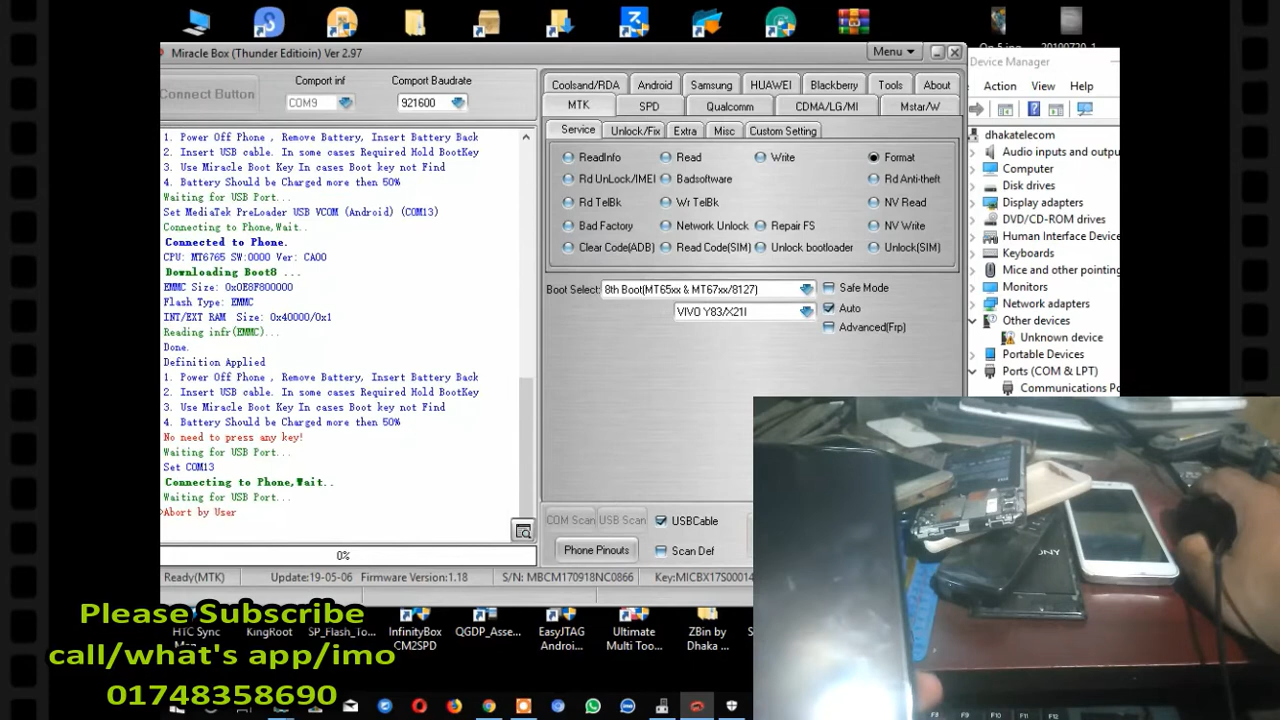 On 5.jpg
20190720_1
Miracle Box (Thunder Editioin) Ver 2.97
Menu
Connect Button
Comport inf
Comport Baudrate
COM9
921600
1. Power Off Phone , Remove Battery, Insert Battery Back
2. Insert USB cable. In some cases Required Hold BootKey
3. Use Miracle Boot Key In cases Boot key not Find
4. Battery Should be Charged more then 50%
Waiting for USB Port...
Set MediaTek PreLoader USB VCOM (Android) (COM13)
Connecting to Phone,Wait..
Connected to Phone.
CPU: MT6765 SW:0000 Ver: CA00
Downloading Boot8 ...
EMMC Size: 0x0E8F800000
Flash Type: EMMC
INT/EXT RAM Size: 0x40000/0x1
Reading infr(EMMC)...
Done.
Definition Applied
1. Power Off Phone , Remove Battery, Insert Battery Back
2. Insert USB cable. In some cases Required Hold BootKey
3. Use Miracle Boot Key In cases Boot key not Find
4. Battery Should be Charged more then 50%
No need to press any key!
Waiting for USB Port...
Set COM13
Connecting to Phone,Wait..
Waiting for USB Port...
>Abort by User
0%
Coolsand/RDA Android Samsung HUAWEI Blackberry Tools About
MTK SPD Qualcomm CDMA/LG/MI Mstar/W
Service Unlock/Fix Extra Misc Custom Setting
ReadInfo Read Write Format
Rd UnLock/IMEI Badsoftware Rd Anti-theft
Rd TelBk Wr TelBk NV Read
Bad Factory Network Unlock Repair FS NV Write
Clear Code(ADB) Read Code(SIM) Unlock bootloader Unlock(SIM)
Boot Select: 8th Boot(MT65xx & MT67xx/8127) Safe Mode
VIVO Y83/X21I Auto
Advanced(Frp)
COM Scan USB Scan USBCable
Phone Pinouts Scan Def
Ready(MTK) Update:19-05-06 Firmware Version:1.18 S/N: MBCM170918NC0866 Key:MICBX17S00014
Device Manager
Action View Help
dhakatelecom
Audio inputs and outpu
Computer
Disk drives
Display adapters
DVD/CD-ROM drives
Human Interface Device
Keyboards
Mice and other pointing
Monitors
Network adapters
Other devices
Unknown device
Portable Devices
Ports (COM & LPT)
Communications Po
HTC Sync KingRoot SP_Flash_To... InfinityBox QGDP_Asse... EasyJTAG Ultimate ZBin by
CM2SPD Androi... Multi Too... Dhaka ...
Please Subscribe
call/what's app/imo
01748358690
F8 F9 F10 F11 F12